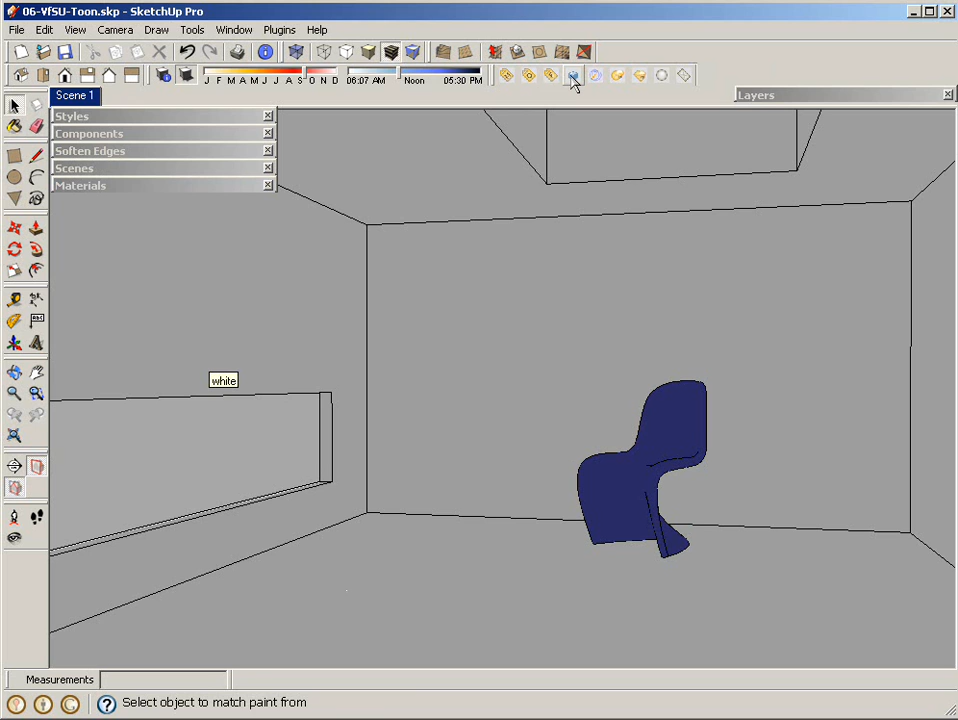 06-VfSU-Toon.skp - SketchUp Pro
File Edit View Camera Draw Tools Window Plugins Help
J F M A M J J A S O N D 06:07 AM Noon 05:30 PM
Scene 1
Layers
Styles
Components
Soften Edges
Scenes
Materials
white
Measurements
Select object to match paint from